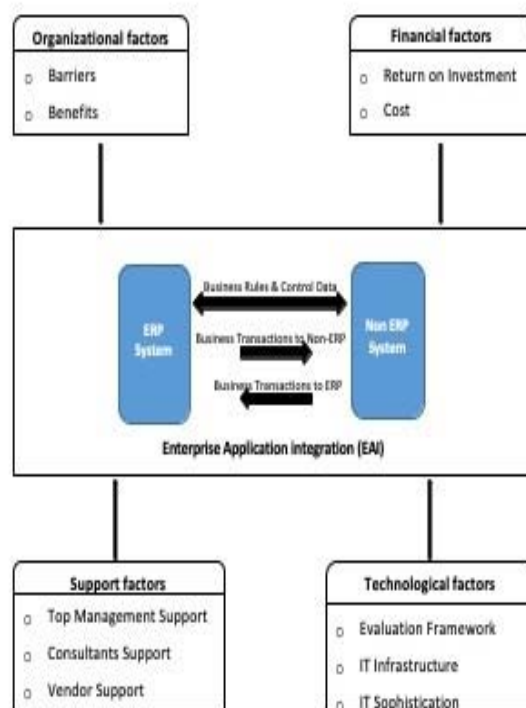 Organizational factors
Barriers
Benefits
Financial factors
Return on Investment
Cost
Business Rules & Control Data
ERP
System
Non ERP
System
Business Transactions to Non-ERP
Business Transactions to ERP
Enterprise Application integration (EAI)
Support factors
Top Management Support
Consultants Support
Vendor Support
Technological factors
Evaluation Framework
IT Infrastructure
IT Sophistication